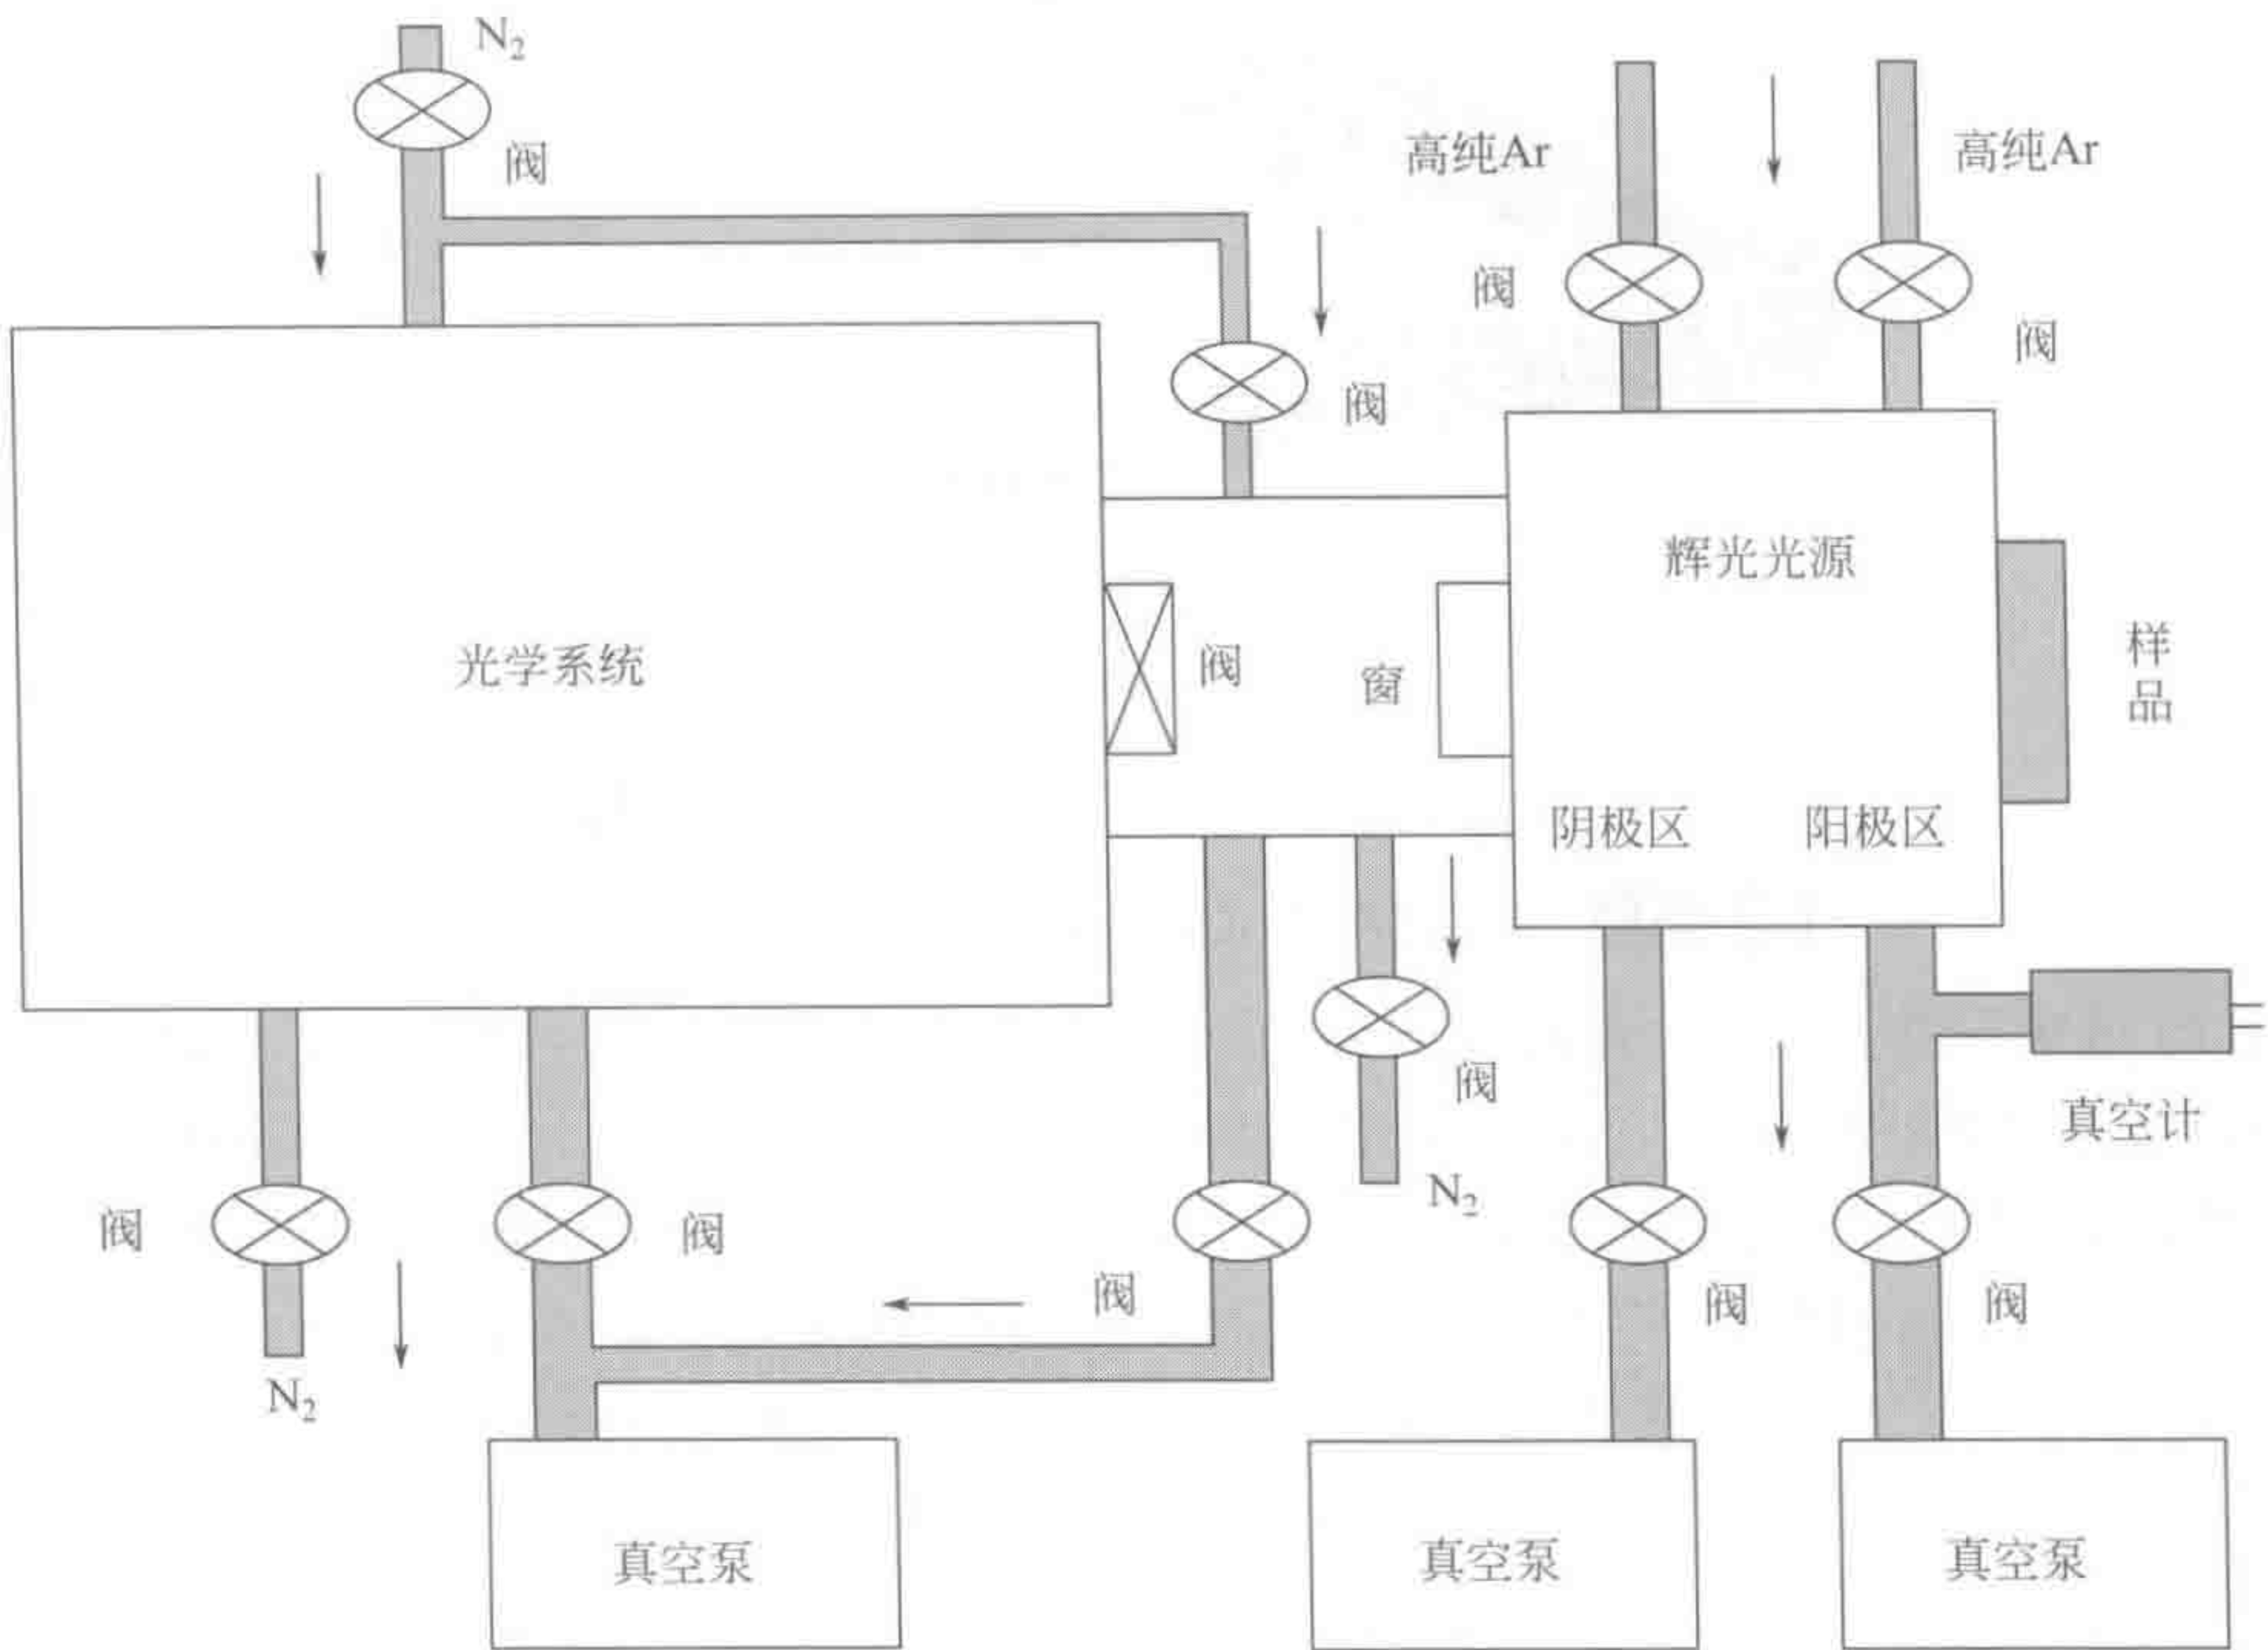 N₂
阀
高纯Ar
高纯Ar
阀
阀
阀
辉光光源
光学系统
阀
窗
样品
阴极区
阳极区
阀
真空计
N₂
阀
阀
阀
阀
阀
N₂
真空泵
真空泵
真空泵